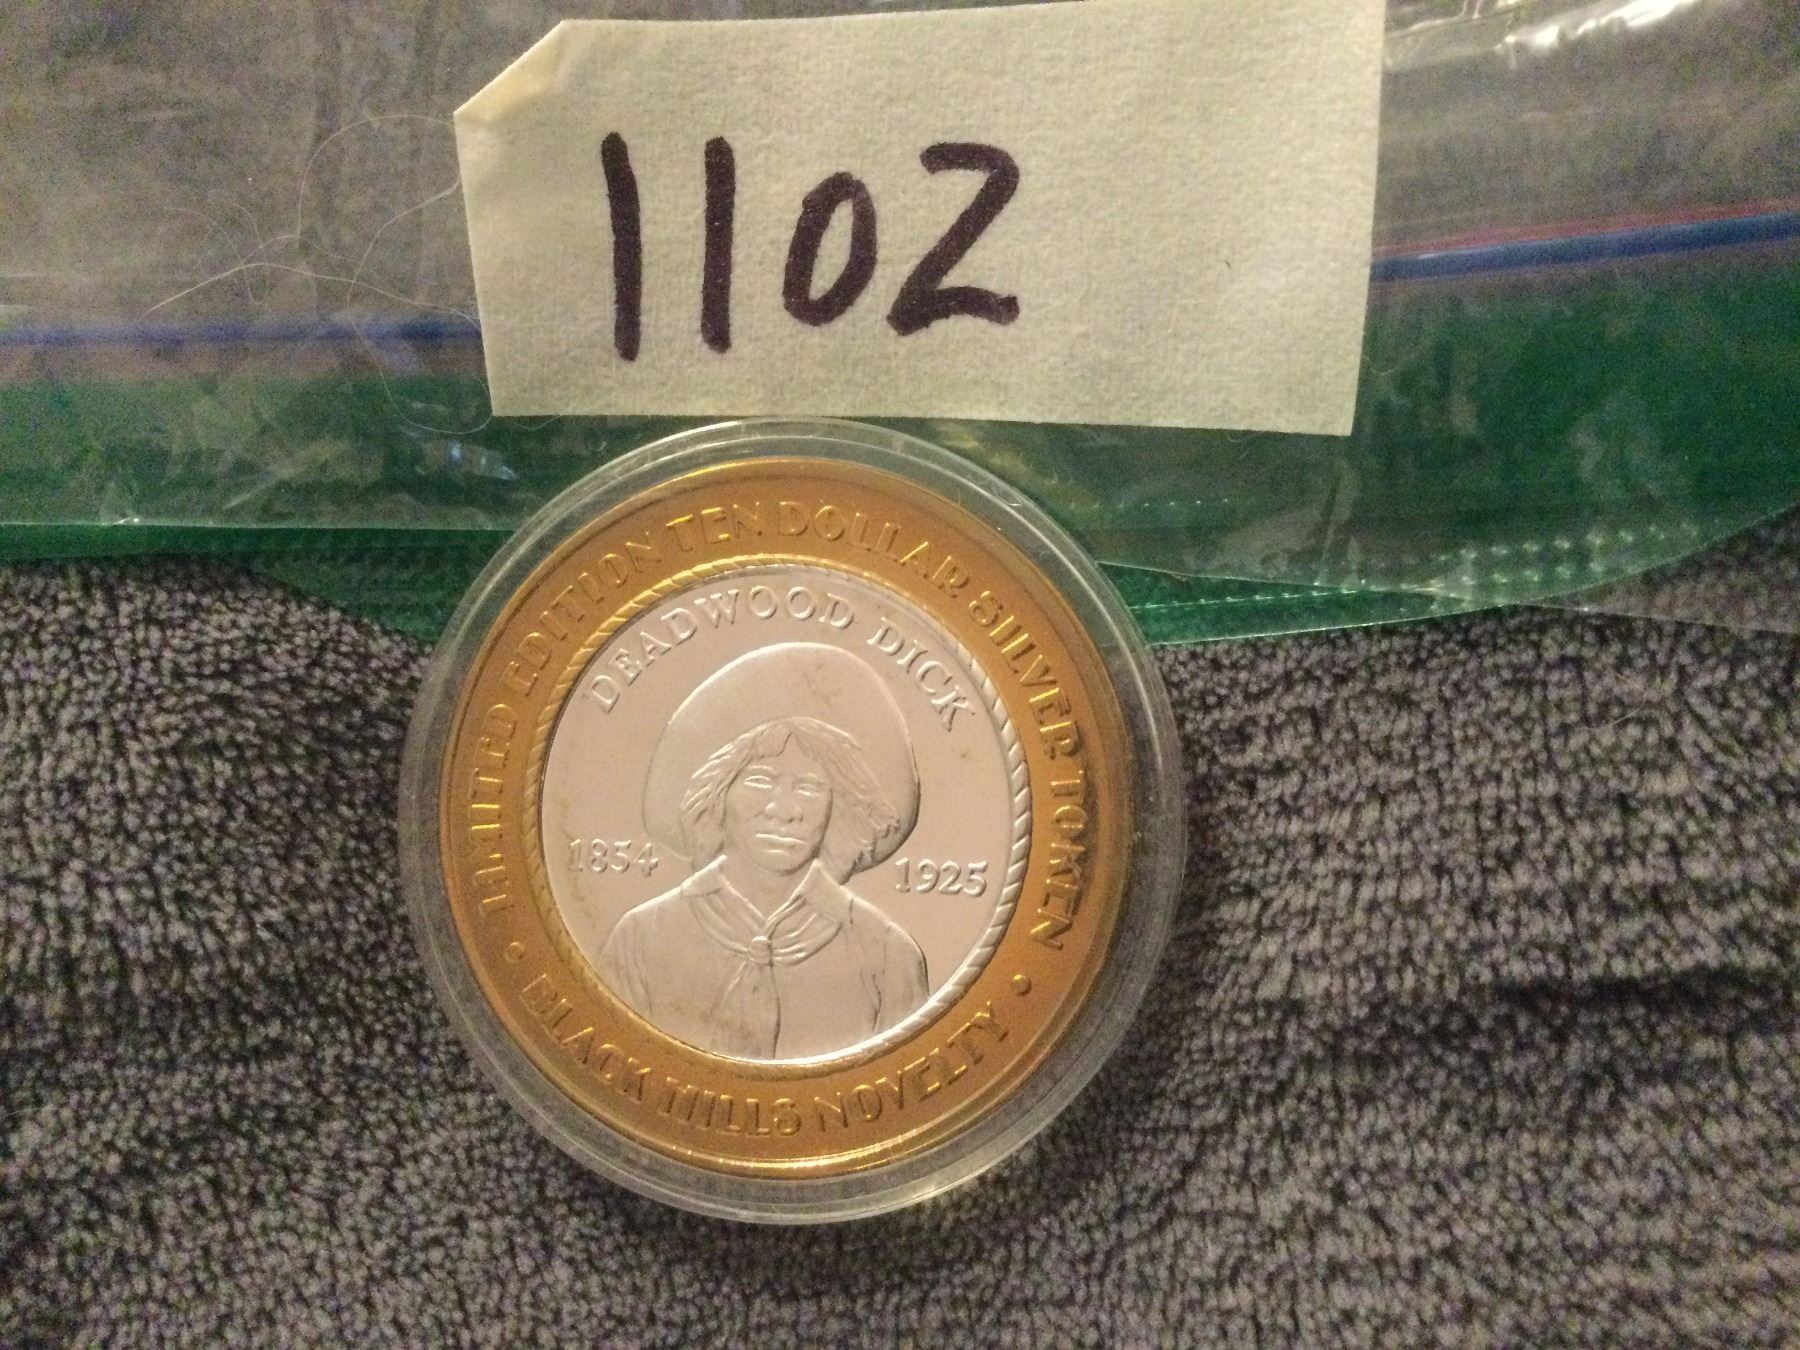 1102
LIMITED EDITION TEN DOLLAR SILVER TOKEN
DEADWOOD DICK
1854
1925
• BLACK HILLS NOVELTY •